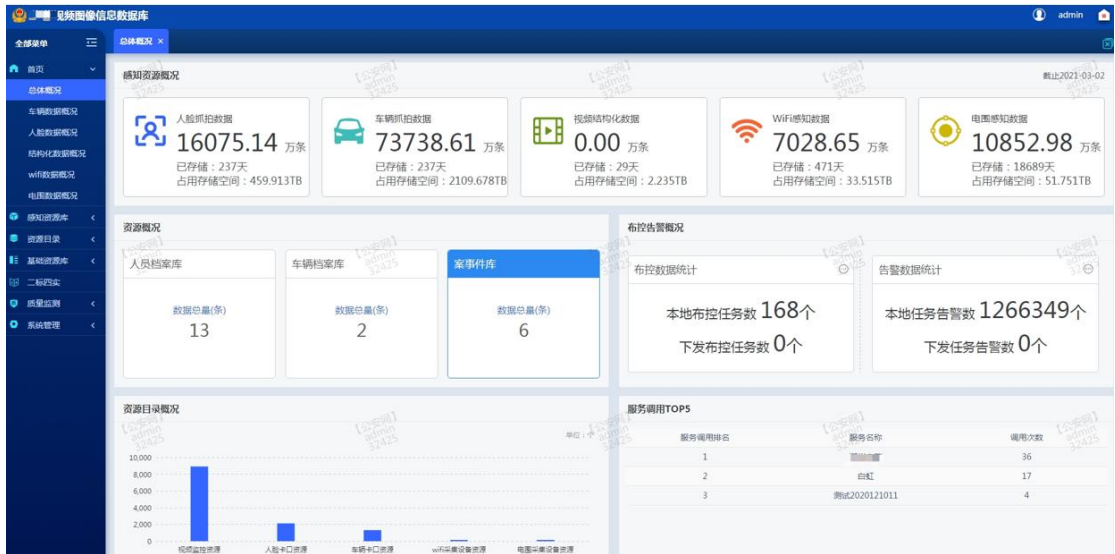 视频图像信息数据库
admin
全部菜单
总体概况 ×
首页
总体概况
车辆数据概况
人脸数据概况
结构化数据概况
wifi数据概况
电围数据概况
感知资源库
资源目录
基础资源库
二标四实
质量监测
系统管理
感知资源概况
截止2021-03-02
人脸抓拍数据
16075.14 万条
已存储：237天
占用存储空间：459.913TB
车辆抓拍数据
73738.61 万条
已存储：237天
占用存储空间：2109.678TB
视频结构化数据
0.00 万条
已存储：29天
占用存储空间：2.235TB
WiFi感知数据
7028.65 万条
已存储：471天
占用存储空间：33.515TB
电围感知数据
10852.98 万条
已存储：18689天
占用存储空间：51.751TB
资源概况
人员档案库
数据总量(条)
13
车辆档案库
数据总量(条)
2
案事件库
数据总量(条)
6
布控告警概况
布控数据统计
本地布控任务数 168个
下发布控任务数 0个
告警数据统计
本地任务告警数 1266349个
下发任务告警数 0个
资源目录概况
单位：个
10,000
8,000
6,000
4,000
2,000
0
视频监控资源 人脸卡口资源 车辆卡口资源 wifi采集设备资源 电围采集设备资源
服务调用TOP5
服务调用排名 服务名称 调用次数
1 36
2 白虹 17
3 测试2020121011 4
【公安网】
admin
32425